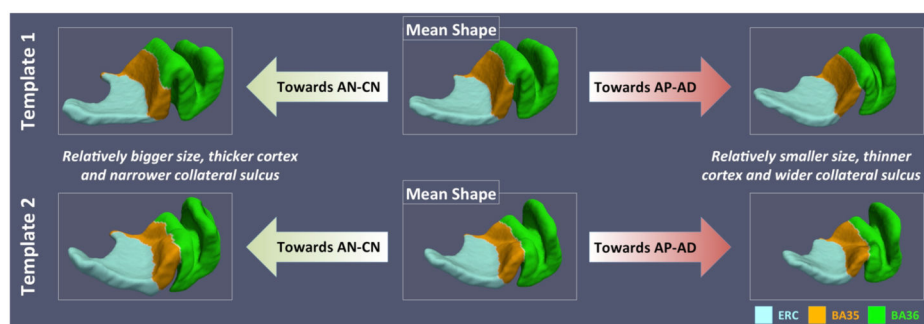 Template 1
Mean Shape
Towards AN-CN
Towards AP-AD
Relatively bigger size, thicker cortex
and narrower collateral sulcus
Relatively smaller size, thinner
cortex and wider collateral sulcus
Template 2
Mean Shape
Towards AN-CN
Towards AP-AD
ERC BA35 BA36